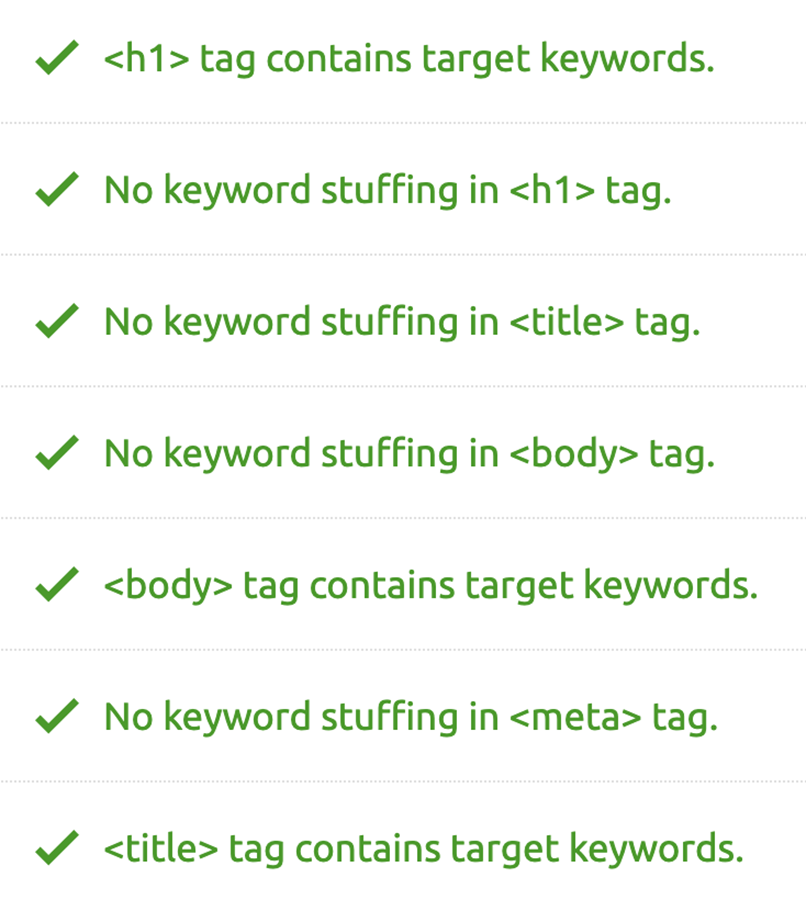 <h1> tag contains target keywords.
No keyword stuffing in <h1> tag.
No keyword stuffing in <title> tag.
No keyword stuffing in <body> tag.
<body> tag contains target keywords.
No keyword stuffing in <meta> tag.
<title> tag contains target keywords.